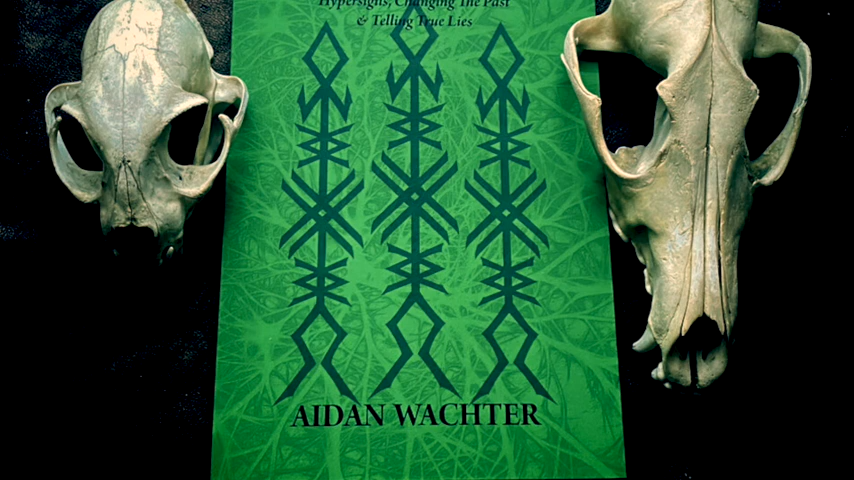 Hypersigils, Changing The Past
& Telling True Lies
AIDAN WACHTER